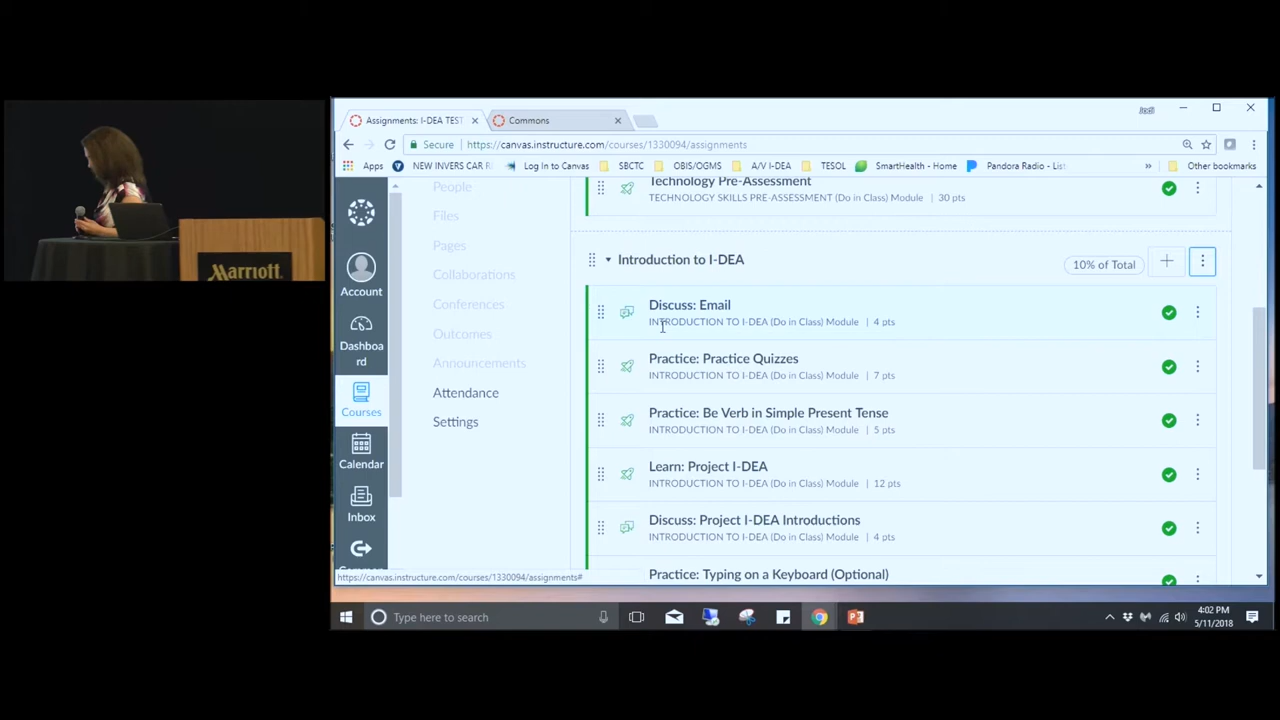 Assignments: I-DEA TEST
Commons
Secure
https://canvas.instructure.com/courses/1330094/assignments
Apps
NEW INVERS CAR R
Log In to Canvas
SBCTC
OBIS/OGMS
A/V I-DEA
TESOL
SmartHealth - Home
Pandora Radio - List
»
Other bookmarks
Account
Dashboa
rd
Courses
Calendar
Inbox
People
Files
Pages
Collaborations
Conferences
Outcomes
Announcements
Attendance
Settings
Technology Pre-Assessment
TECHNOLOGY SKILLS PRE-ASSESSMENT (Do in Class) Module | 30 pts
Introduction to I-DEA
10% of Total
Discuss: Email
INTRODUCTION TO I-DEA (Do in Class) Module | 4 pts
Practice: Practice Quizzes
INTRODUCTION TO I-DEA (Do in Class) Module | 7 pts
Practice: Be Verb in Simple Present Tense
INTRODUCTION TO I-DEA (Do in Class) Module | 5 pts
Learn: Project I-DEA
INTRODUCTION TO I-DEA (Do in Class) Module | 12 pts
Discuss: Project I-DEA Introductions
INTRODUCTION TO I-DEA (Do in Class) Module | 4 pts
Practice: Typing on a Keyboard (Optional)
https://canvas.instructure.com/courses/1330094/assignments#
Type here to search
4:02 PM
5/11/2018
Marriott